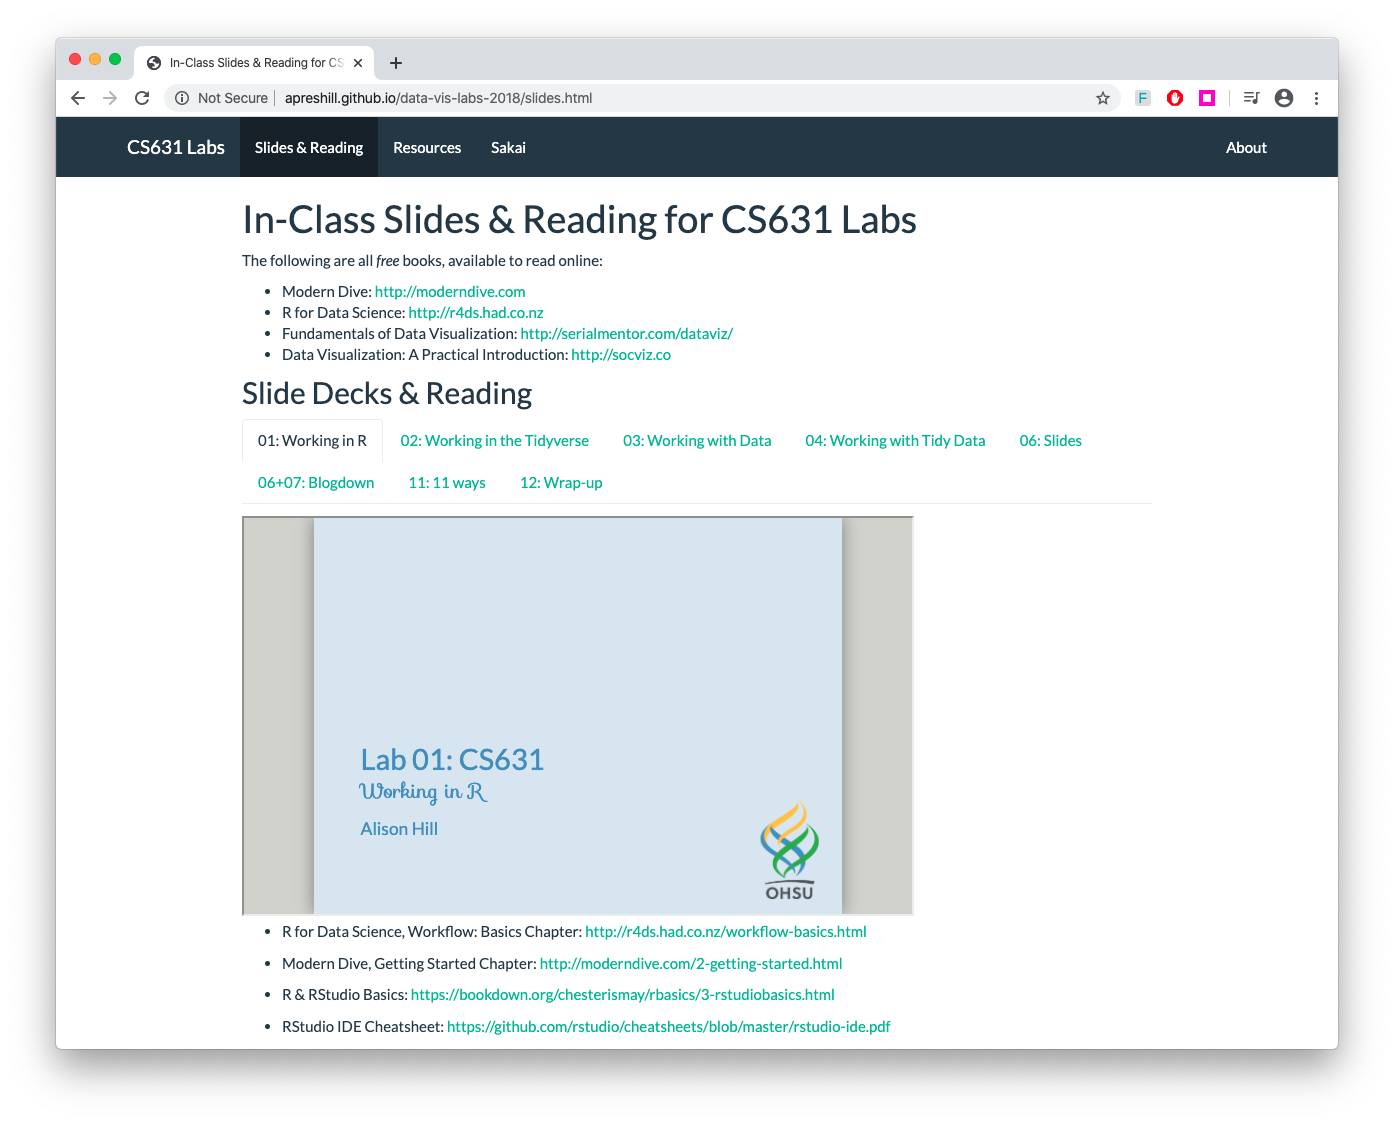 In-Class Slides & Reading for CS
Not Secure | apreshill.github.io/data-vis-labs-2018/slides.html
F
CS631 Labs Slides & Reading Resources Sakai About
In-Class Slides & Reading for CS631 Labs
The following are all free books, available to read online:
• Modern Dive: http://moderndive.com
• R for Data Science: http://r4ds.had.co.nz
• Fundamentals of Data Visualization: http://serialmentor.com/dataviz/
• Data Visualization: A Practical Introduction: http://socviz.co
Slide Decks & Reading
01: Working in R 02: Working in the Tidyverse 03: Working with Data 04: Working with Tidy Data 06: Slides
06+07: Blogdown 11: 11 ways 12: Wrap-up
Lab 01: CS631
Working in R
Alison Hill
OHSU
• R for Data Science, Workflow: Basics Chapter: http://r4ds.had.co.nz/workflow-basics.html
• Modern Dive, Getting Started Chapter: http://moderndive.com/2-getting-started.html
• R & RStudio Basics: https://bookdown.org/chesterismay/rbasics/3-rstudiobasics.html
• RStudio IDE Cheatsheet: https://github.com/rstudio/cheatsheets/blob/master/rstudio-ide.pdf